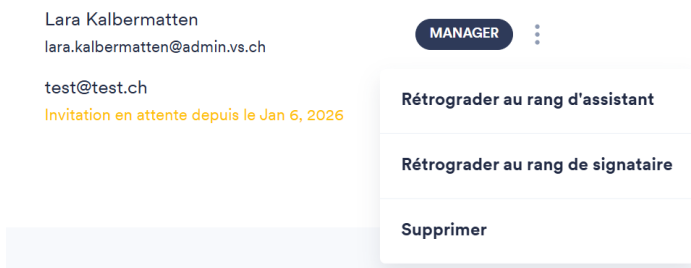 Lara Kalbermatten
lara.kalbermatten@admin.vs.ch
MANAGER
test@test.ch
Invitation en attente depuis le Jan 6, 2026
Rétrograder au rang d'assistant
Rétrograder au rang de signataire
Supprimer